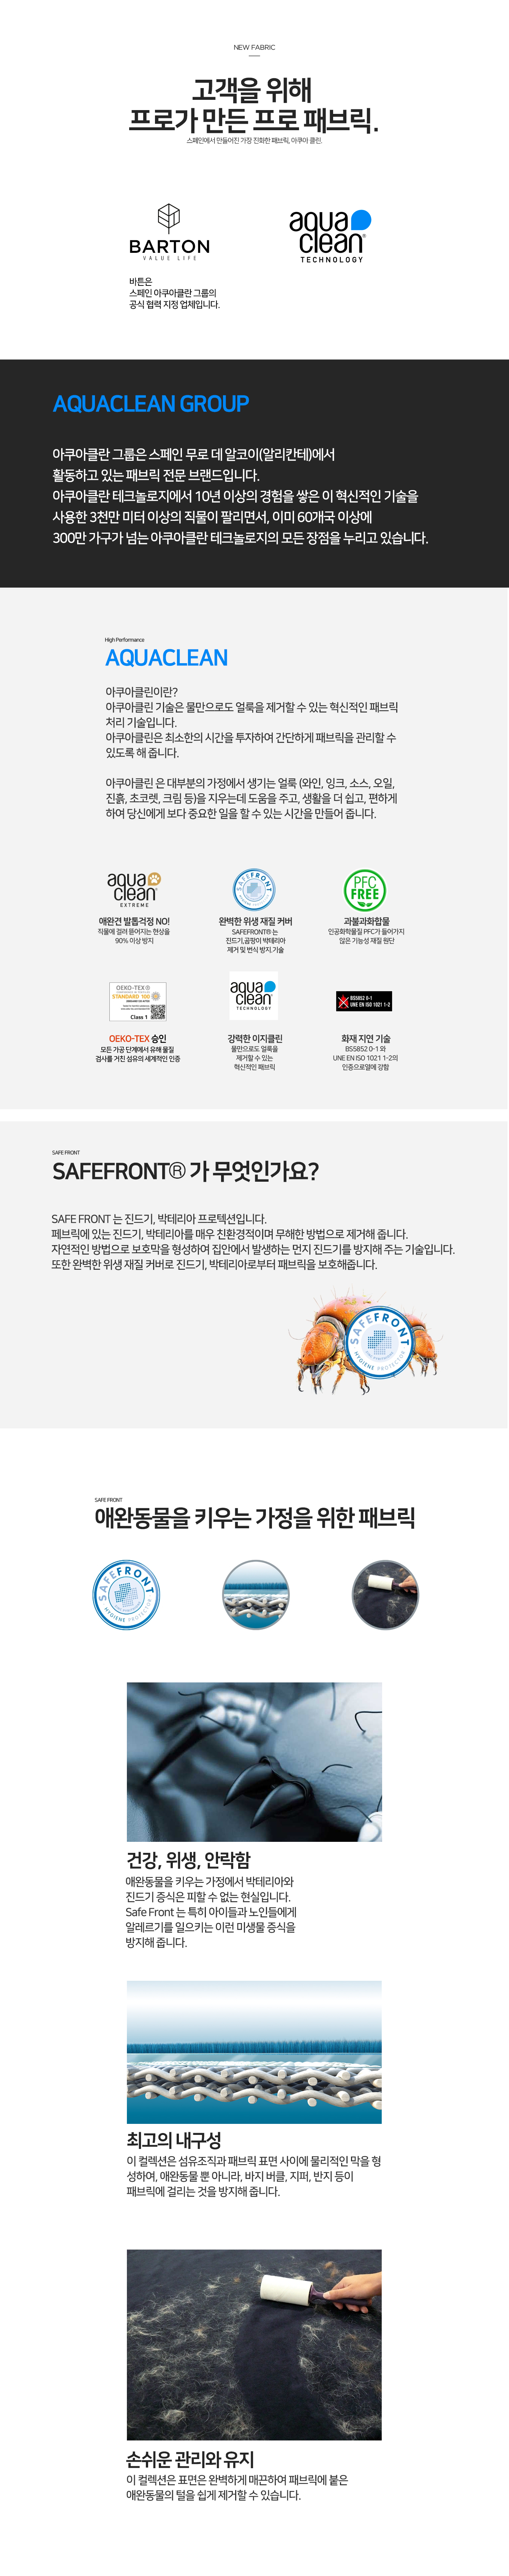 NEW FABRIC
고객을 위해
프로가 만든 프로 패브릭.
스페인에서 만들어진 가장 진화한 패브릭, 아쿠아 클린.
BARTON
VALUE LIFE
aqua
clean®
TECHNOLOGY
바튼은
스페인 아쿠아클란 그룹의
공식 협력 지정 업체입니다.
AQUACLEAN GROUP
아쿠아클란 그룹은 스페인 무로 데 알코이(알리칸테)에서
활동하고 있는 패브릭 전문 브랜드입니다.
아쿠아클란 테크놀로지에서 10년 이상의 경험을 쌓은 이 혁신적인 기술을
사용한 3천만 미터 이상의 직물이 팔리면서, 이미 60개국 이상에
300만 가구가 넘는 아쿠아클란 테크놀로지의 모든 장점을 누리고 있습니다.
High Performance
AQUACLEAN
아쿠아클린이란?
아쿠아클린 기술은 물만으로도 얼룩을 제거할 수 있는 혁신적인 패브릭
처리 기술입니다.
아쿠아클린은 최소한의 시간을 투자하여 간단하게 패브릭을 관리할 수
있도록 해 줍니다.
아쿠아클린 은 대부분의 가정에서 생기는 얼룩 (와인, 잉크, 소스, 오일,
진흙, 초코렛, 크림 등)을 지우는데 도움을 주고, 생활을 더 쉽고, 편하게
하여 당신에게 보다 중요한 일을 할 수 있는 시간을 만들어 줍니다.
aqua
clean
EXTREME
SAFEFRONT
PFC
FREE
애완견 발톱걱정 NO!
직물에 걸려 뜯어지는 현상을
90% 이상 방지
완벽한 위생 재질 커버
SAFEFRONT® 는
진드기,곰팡이 박테리아
제거 및 번식 방지.기술
과불과화합물
인공화학물질 PFC가 들어가지
않은 기능성 재질 원단
OEKO-TEX®
STANDARD 100
Class 1
aqua
clean®
TECHNOLOGY
BS5852 0-1
UNE EN ISO 1021 1-2
OEKO-TEX 승인
모든 가공 단계에서 유해 물질
검사를 거친 섬유의 세계적인 인증
강력한 이지클린
물만으로도 얼룩을
제거할 수 있는
혁신적인 패브릭
화재 지연 기술
BS5852 0-1 와
UNE EN ISO 1021 1-2의
인증으로열에 강함
SAFE FRONT
SAFEFRONT® 가 무엇인가요?
SAFE FRONT 는 진드기, 박테리아 프로텍션입니다.
페브릭에 있는 진드기, 박테리아를 매우 친환경적이며 무해한 방법으로 제거해 줍니다.
자연적인 방법으로 보호막을 형성하여 집안에서 발생하는 먼지 진드기를 방지해 주는 기술입니다.
또한 완벽한 위생 재질 커버로 진드기, 박테리아로부터 패브릭을 보호해줍니다.
SAFEFRONT
HYGIENE PROTECTOR
SAFE FRONT
애완동물을 키우는 가정을 위한 패브릭
SAFEFRONT
HYGIENE PROTECTOR
건강, 위생, 안락함
애완동물을 키우는 가정에서 박테리아와
진드기 증식은 피할 수 없는 현실입니다.
Safe Front 는 특히 아이들과 노인들에게
알레르기를 일으키는 이런 미생물 증식을
방지해 줍니다.
최고의 내구성
이 컬렉션은 섬유조직과 패브릭 표면 사이에 물리적인 막을 형
성하여, 애완동물 뿐 아니라, 바지 버클, 지퍼, 반지 등이
패브릭에 걸리는 것을 방지해 줍니다.
손쉬운 관리와 유지
이 컬렉션은 표면은 완벽하게 매끈하여 패브릭에 붙은
애완동물의 털을 쉽게 제거할 수 있습니다.